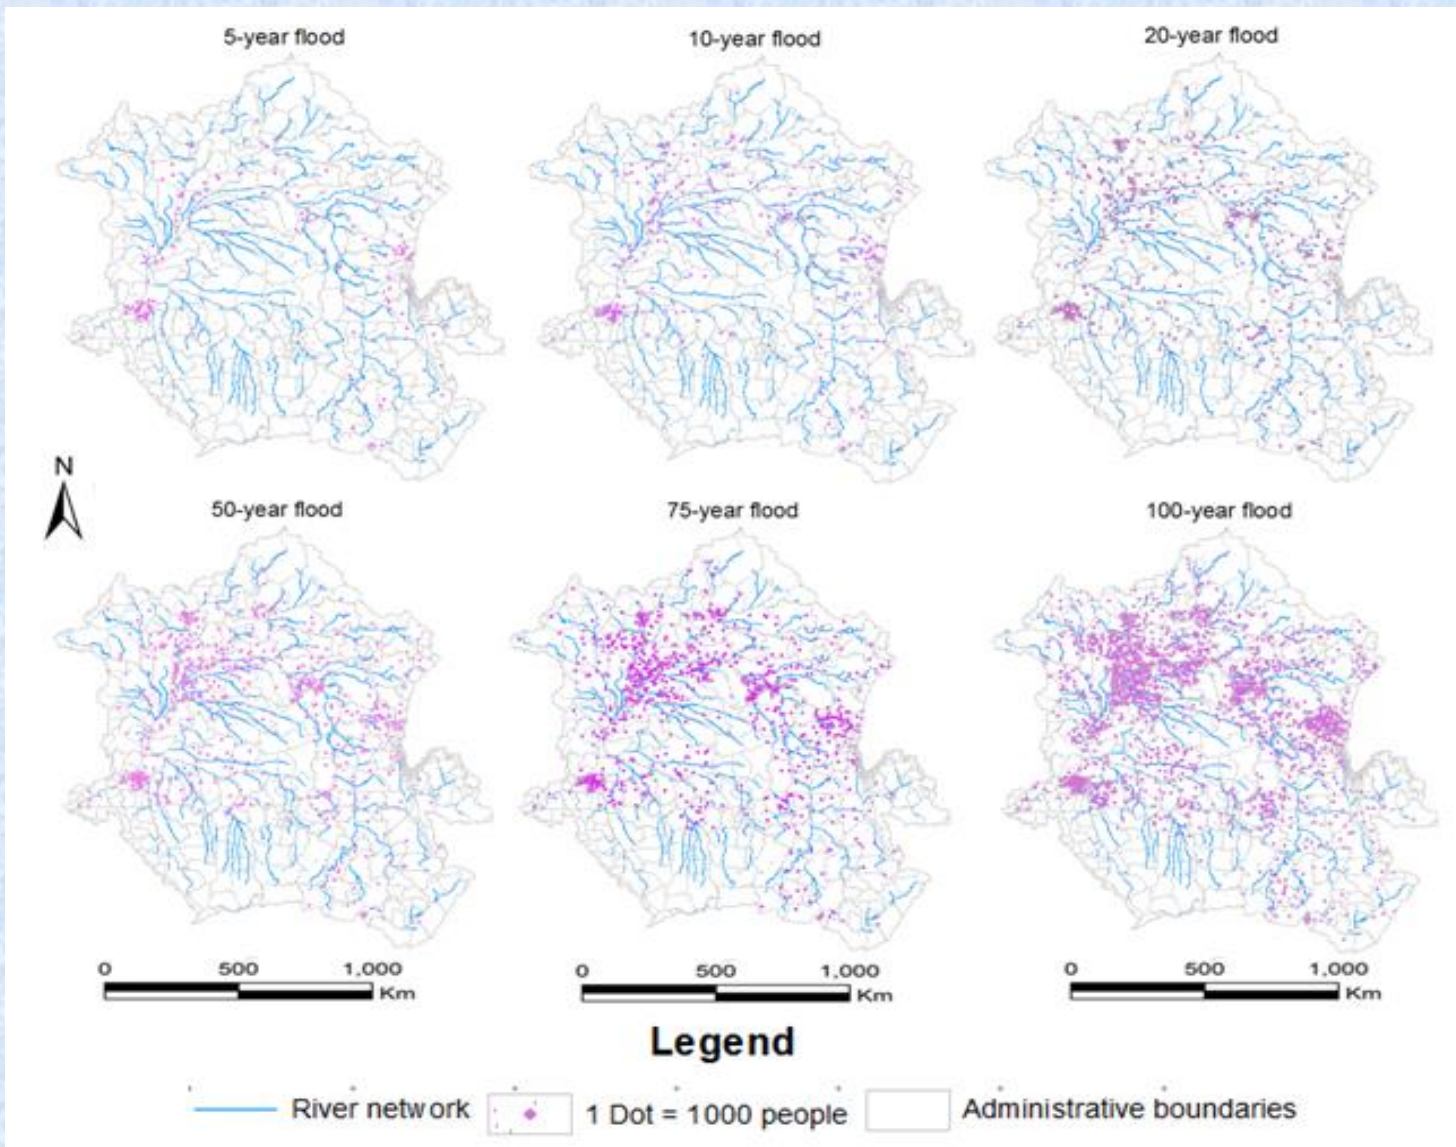 5-year flood
10-year flood
20-year flood
N
50-year flood
75-year flood
100-year flood
0 500 1,000
Km
0 500 1,000
Km
0 500 1,000
Km
Legend
River network
1 Dot = 1000 people
Administrative boundaries